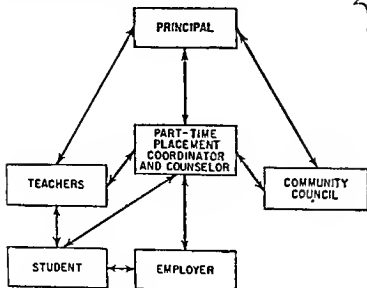 PRINCIPAL
PART-TIME
PLACEMENT
COORDINATOR
AND COUNSELOR
TEACHERS
COMMUNITY
COUNCIL
STUDENT
EMPLOYER